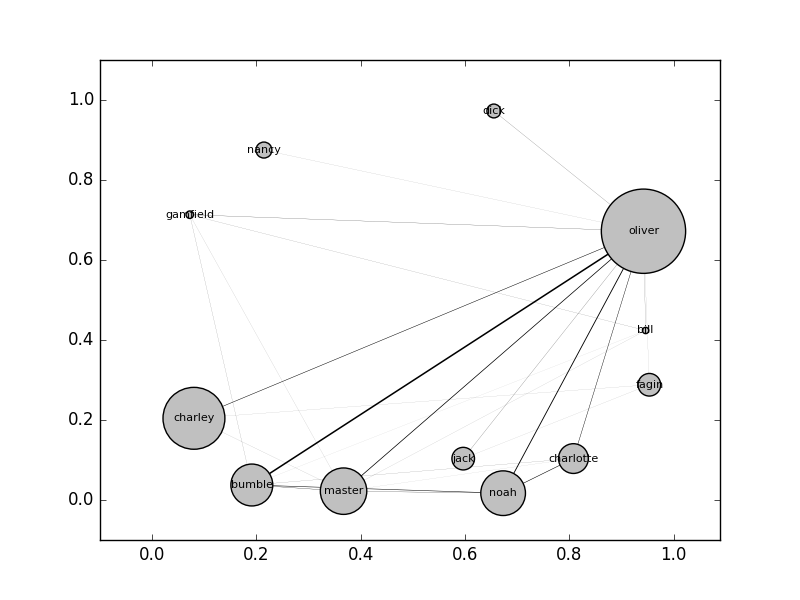 1.0
0.8
0.6
0.4
0.2
0.0
0.0
0.2
0.4
0.6
0.8
1.0
dick
nancy
gamfield
oliver
bill
fagin
charley
jack
charlotte
bumble
master
noah